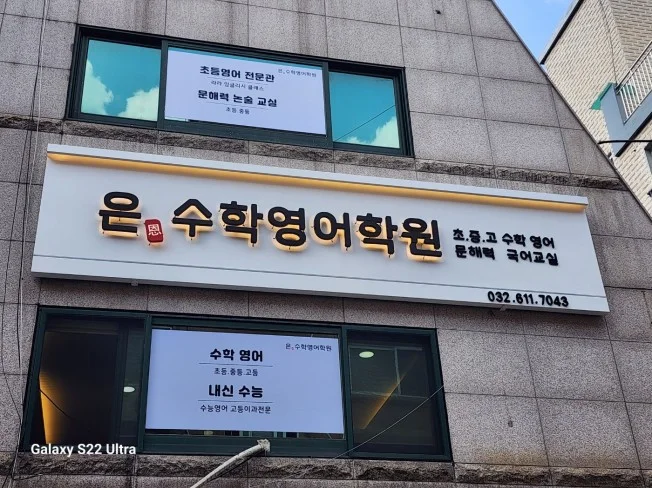 초등영어 전문관
은, 수학영어학원
문해력 논술 교실
초등 중등
은 恩 수학영어학원
초.중.고 수학 영어
문해력 국어교실
032.611.7043
수학 영어
은, 수학영어학원
초등.중등.고등
내신 수능
수능영어 고등이과전문
Galaxy S22 Ultra